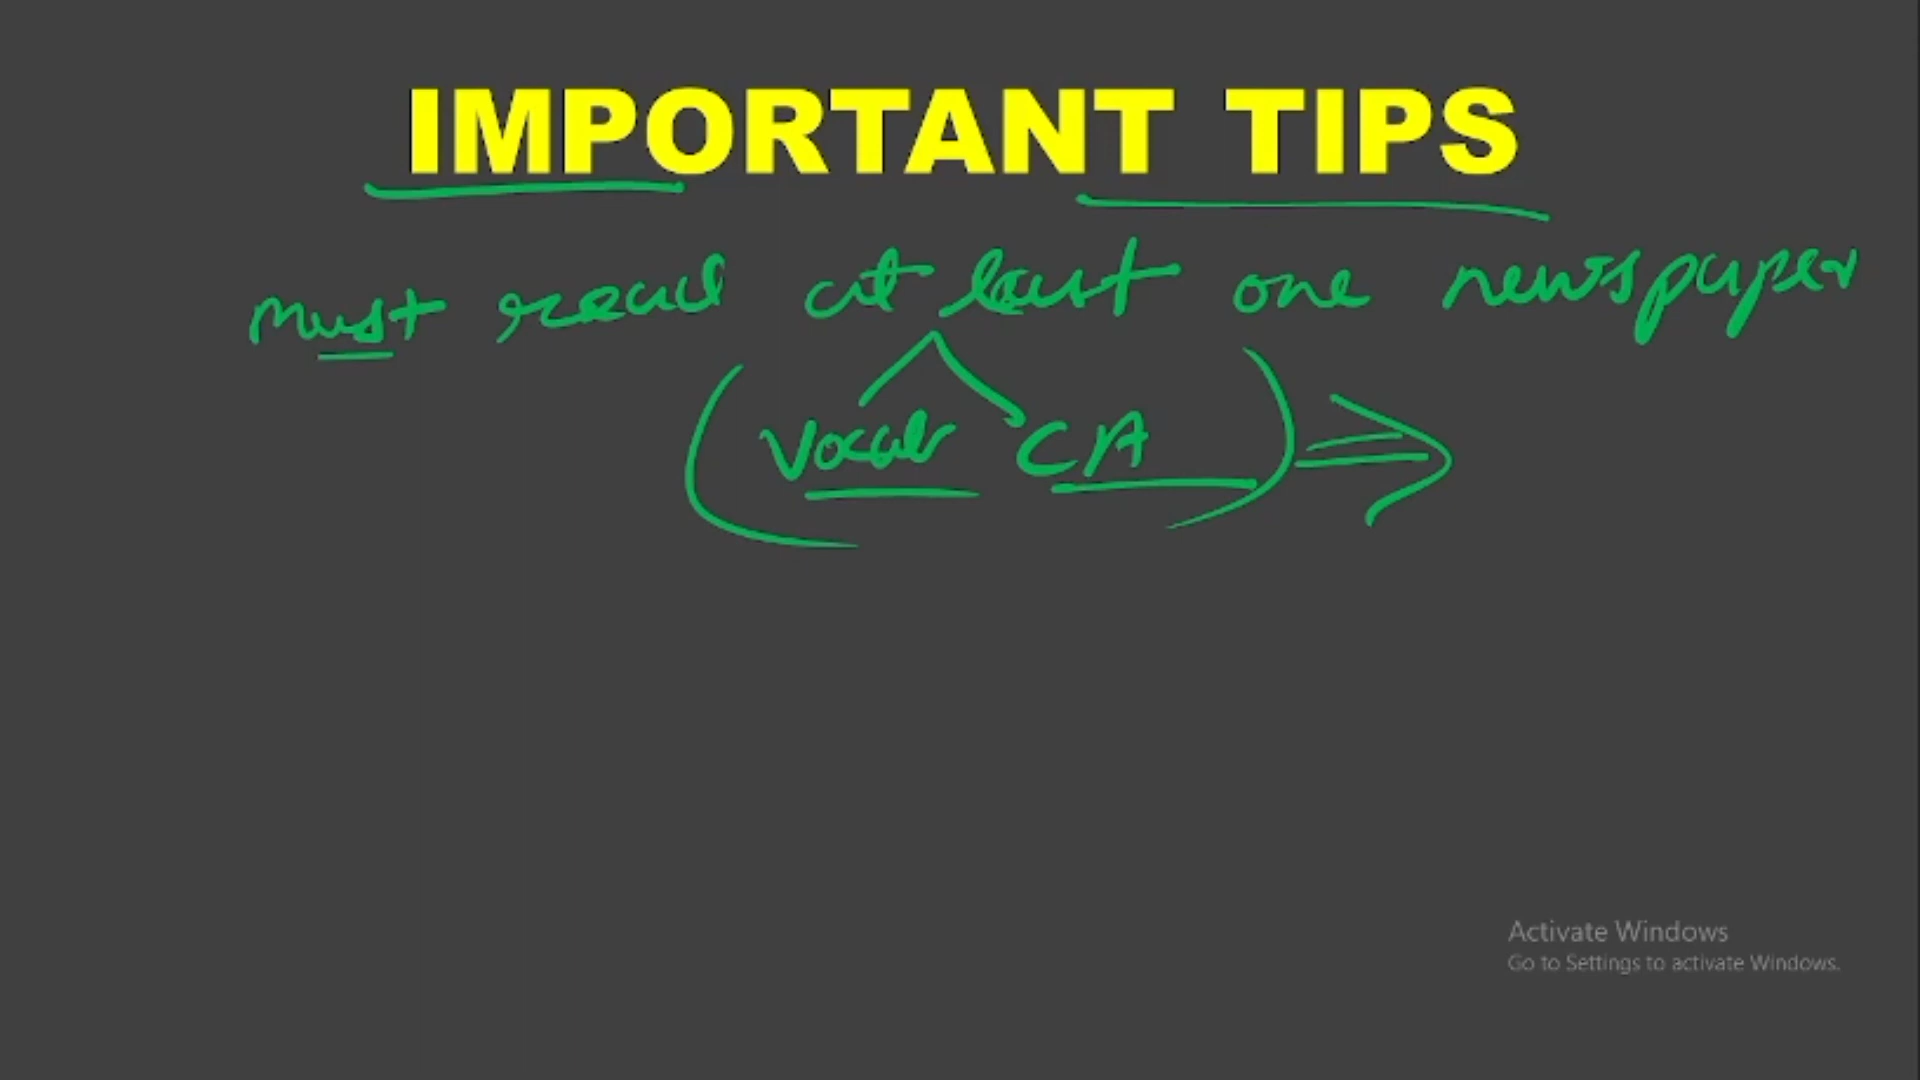 IMPORTANT TIPS
must read at least one newspaper
(vocab CA) ⇒
Activate Windows
Go to Settings to activate Windows.